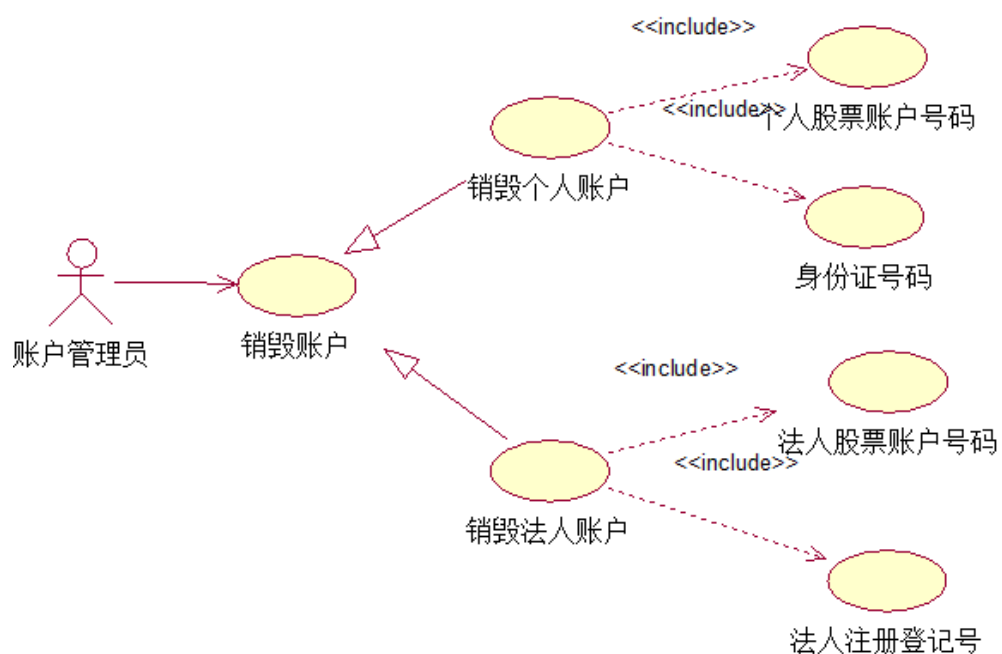 <<include>>
<<include>>
个人股票账户号码
销毁个人账户
身份证号码
账户管理员
销毁账户
<<include>>
法人股票账户号码
<<include>>
销毁法人账户
法人注册登记号